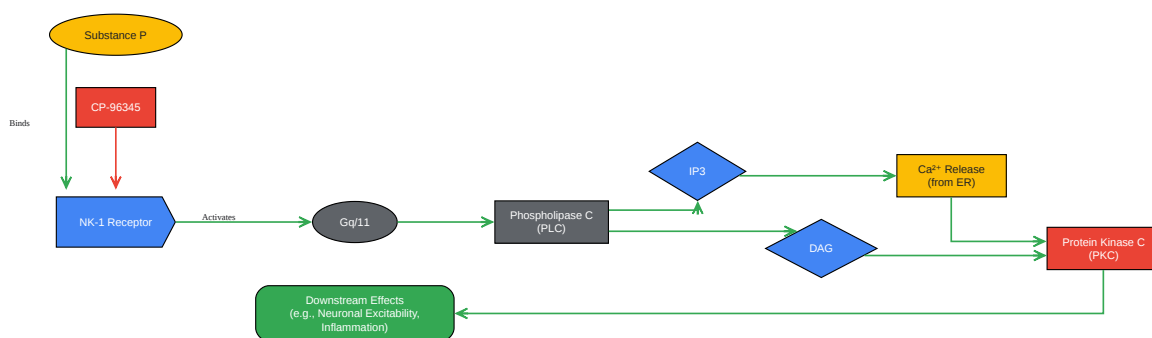 Substance P
CP-96345
Binds
NK-1 Receptor
Activates
Gq/11
Phospholipase C
(PLC)
IP3
DAG
Ca²⁺ Release
(from ER)
Protein Kinase C
(PKC)
Downstream Effects
(e.g., Neuronal Excitability,
Inflammation)